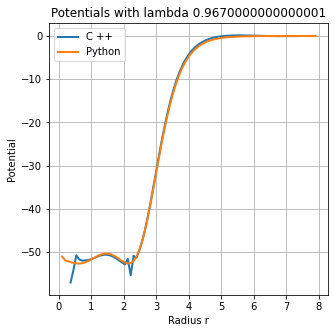 Potentials with lambda 0.9670000000000001
C ++
Python
0
−10
−20
−30
−40
−50
Potential
0 1 2 3 4 5 6 7 8
Radius r